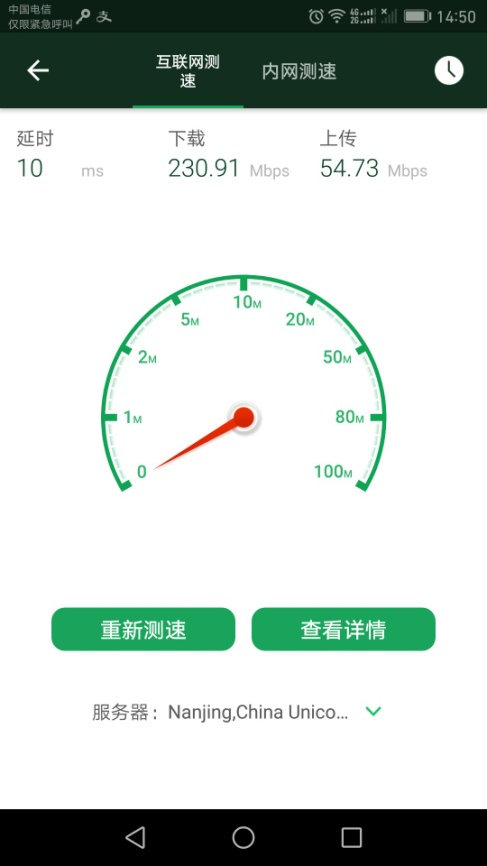 中国电信
仅限紧急呼叫
4G
2G
14:50
互联网测
速
内网测速
延时
下载
上传
10 ms
230.91 Mbps
54.73 Mbps
10M
5M
20M
2M
50M
1M
80M
0
100M
重新测速
查看详情
服务器：Nanjing,China Unico...